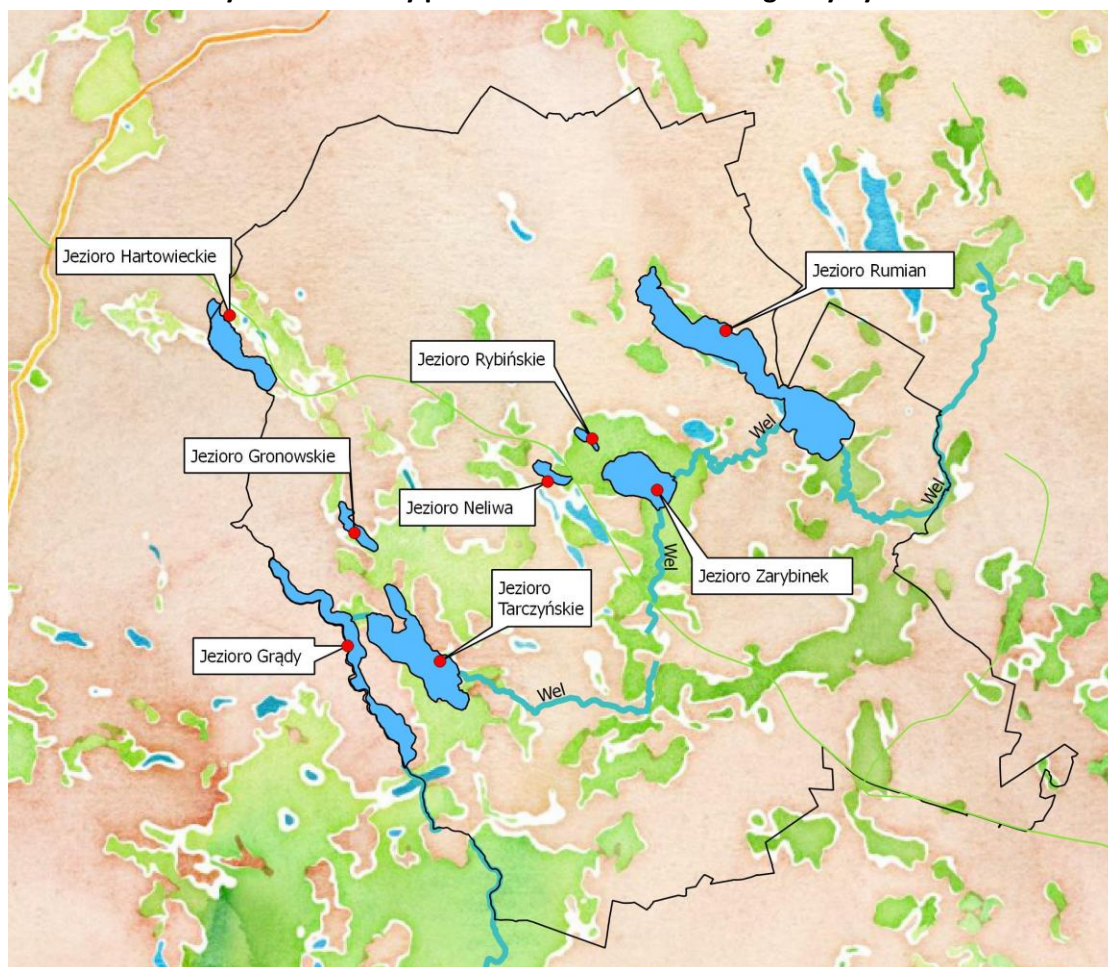 Jezioro Hartowieckie
Jezioro Rumian
Jezioro Rybińskie
Wel
Jezioro Gronowskie
Jezioro Neliwa
Wel
Wel
Jezioro Zarybinek
Jezioro
Tarczyńskie
Jezioro Grądy
Wel